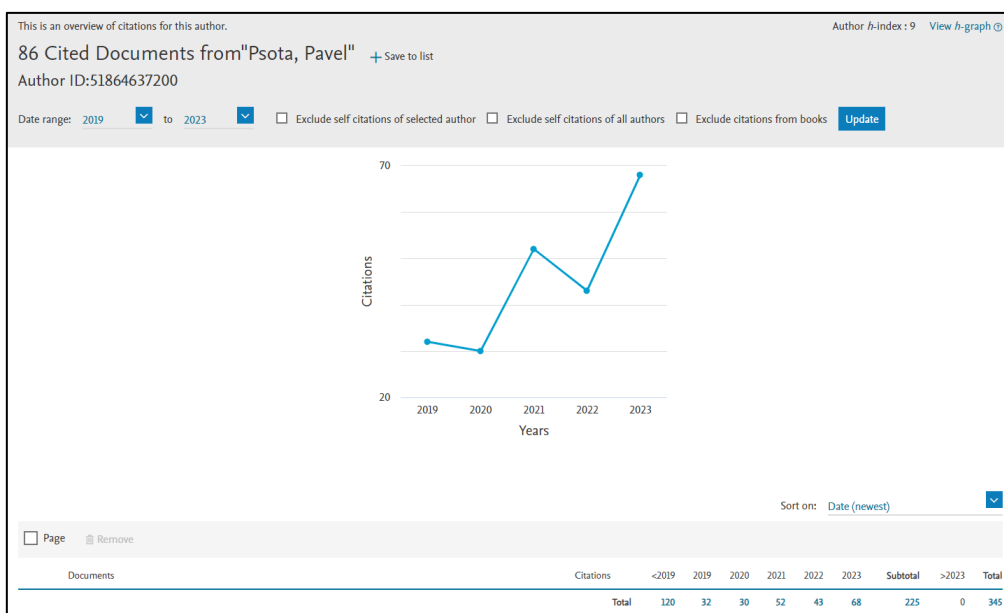 This is an overview of citations for this author.
Author h-index : 9 View h-graph
86 Cited Documents from"Psota, Pavel" + Save to list
Author ID:51864637200
Date range: 2019 to 2023 Exclude self citations of selected author Exclude self citations of all authors Exclude citations from books Update
70
Citations
20
2019 2020 2021 2022 2023
Years
Sort on: Date (newest)
Page Remove
Documents Citations <2019 2019 2020 2021 2022 2023 Subtotal >2023 Total
Total 120 32 30 52 43 68 225 0 345